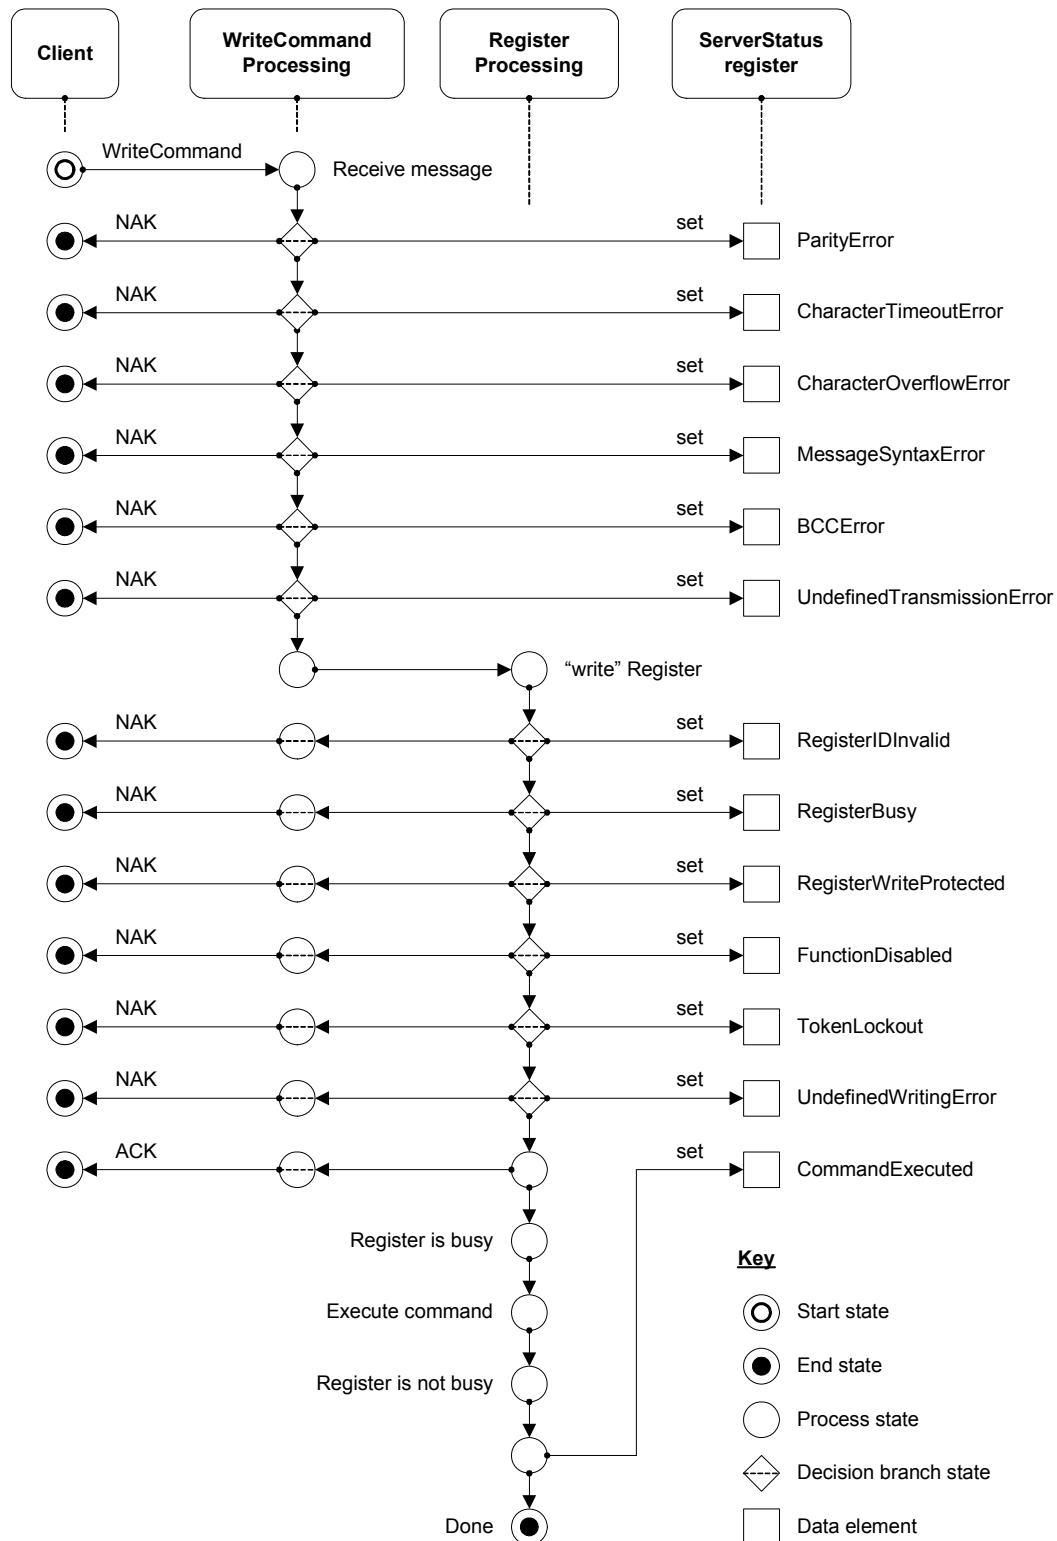 Client
WriteCommand
Processing
Register
Processing
ServerStatus
register
WriteCommand
Receive message
NAK
set
ParityError
NAK
set
CharacterTimeoutError
NAK
set
CharacterOverflowError
NAK
set
MessageSyntaxError
NAK
set
BCCError
NAK
set
UndefinedTransmissionError
“write” Register
NAK
set
RegisterIDInvalid
NAK
set
RegisterBusy
NAK
set
RegisterWriteProtected
NAK
set
FunctionDisabled
NAK
set
TokenLockout
NAK
set
UndefinedWritingError
ACK
set
CommandExecuted
Register is busy
Execute command
Register is not busy
Done
Key
Start state
End state
Process state
Decision branch state
Data element